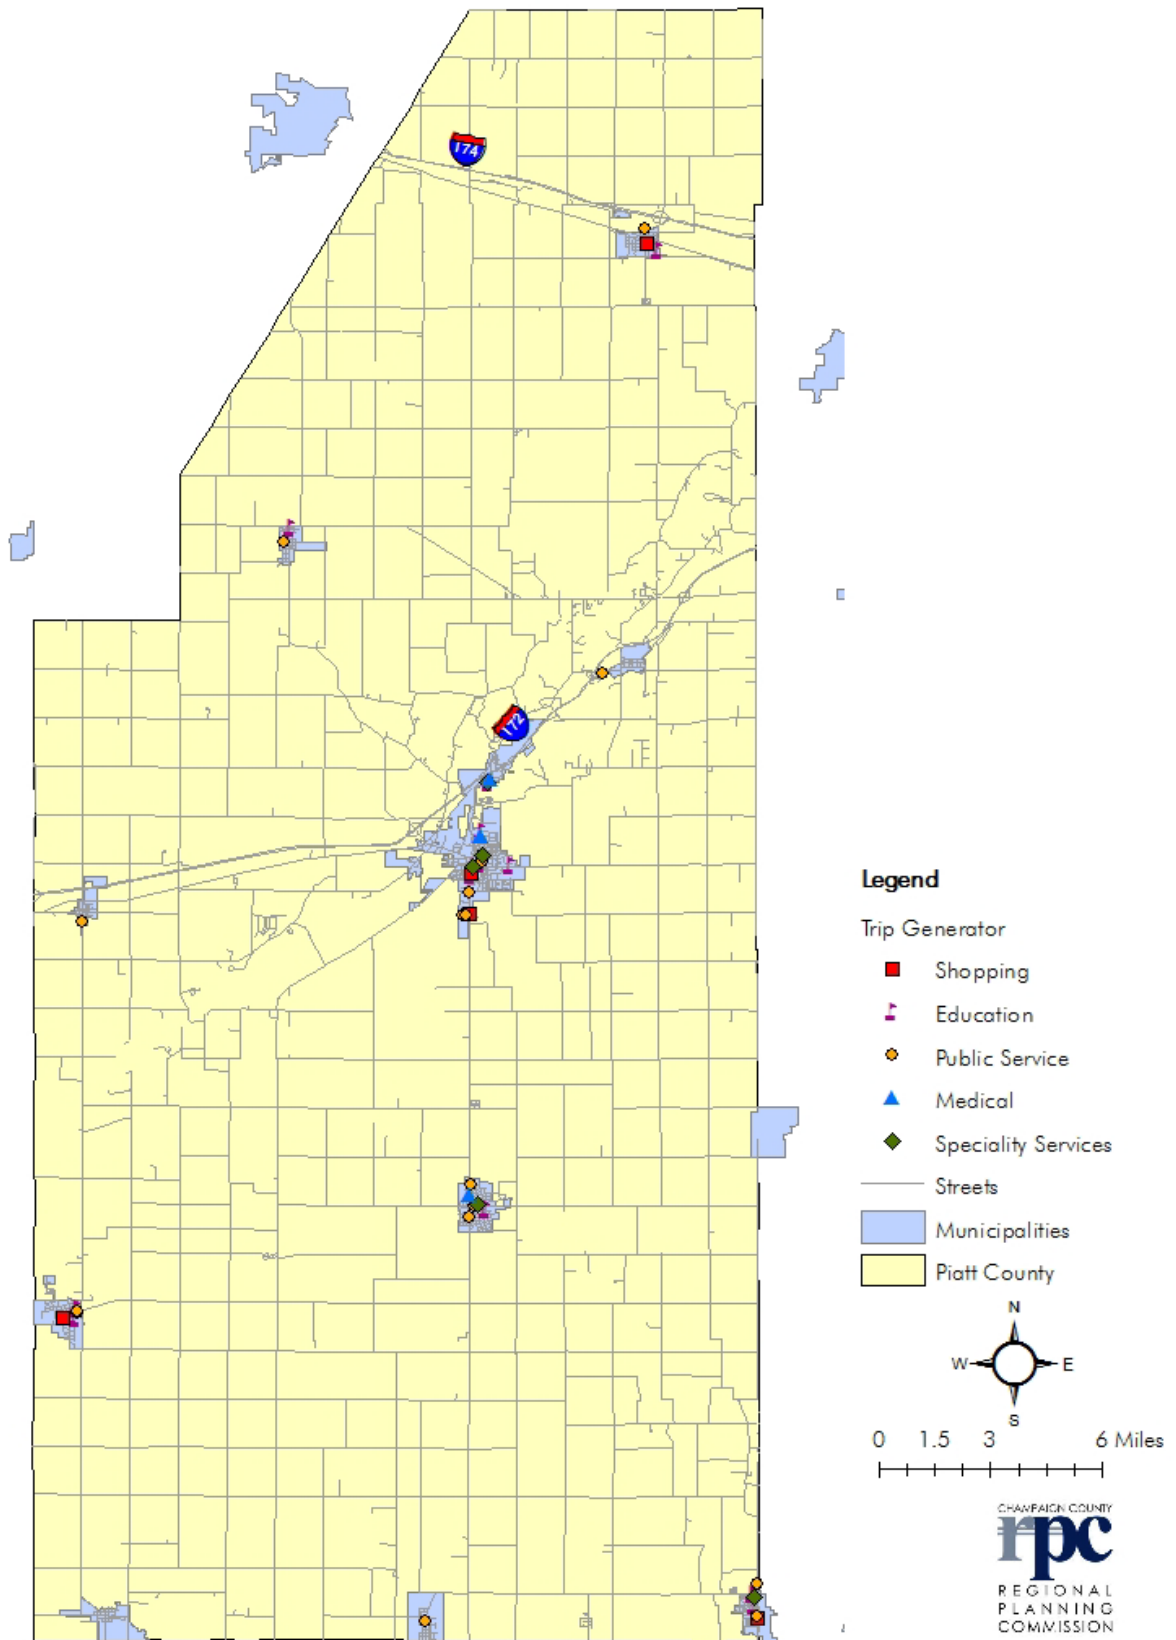 174
172
Legend
Trip Generator
Shopping
Education
Public Service
Medical
Speciality Services
Streets
Municipalities
Piatt County
N
W E
S
0 1.5 3 6 Miles
CHAMPAIGN COUNTY
rpc
REGIONAL
PLANNING
COMMISSION